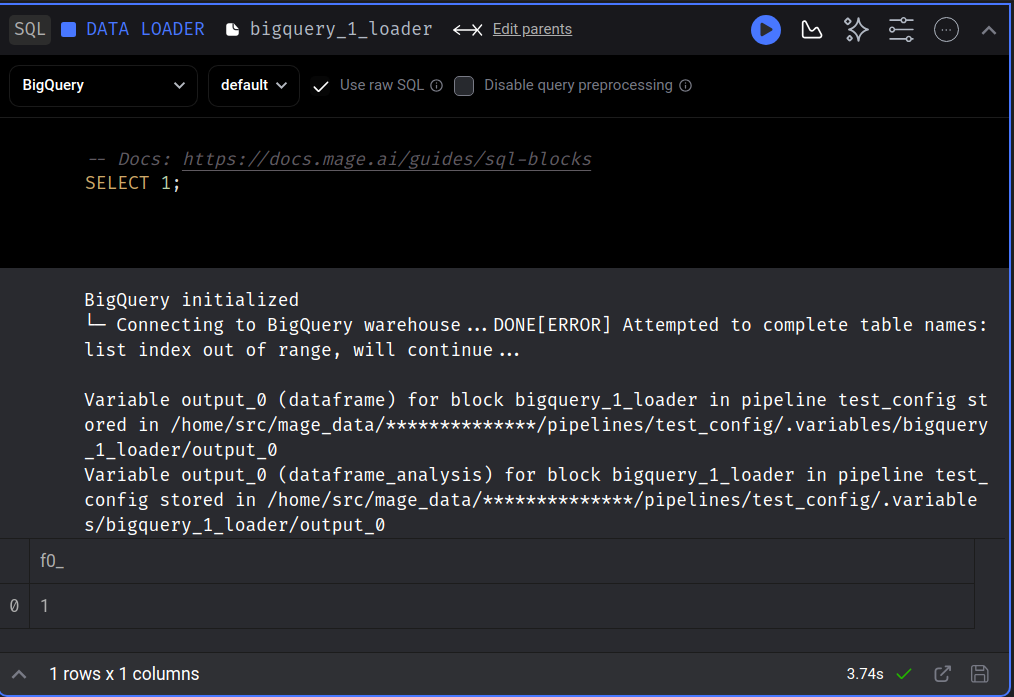 SQL DATA LOADER bigquery_1_loader Edit parents
BigQuery default Use raw SQL Disable query preprocessing
-- Docs: https://docs.mage.ai/guides/sql-blocks
SELECT 1;
BigQuery initialized
└─ Connecting to BigQuery warehouse...DONE[ERROR] Attempted to complete table names:
list index out of range, will continue...
Variable output_0 (dataframe) for block bigquery_1_loader in pipeline test_config st
ored in /home/src/mage_data/**************/pipelines/test_config/.variables/bigquery
_1_loader/output_0
Variable output_0 (dataframe_analysis) for block bigquery_1_loader in pipeline test_
config stored in /home/src/mage_data/**************/pipelines/test_config/.variable
s/bigquery_1_loader/output_0
f0_
0 1
1 rows x 1 columns 3.74s